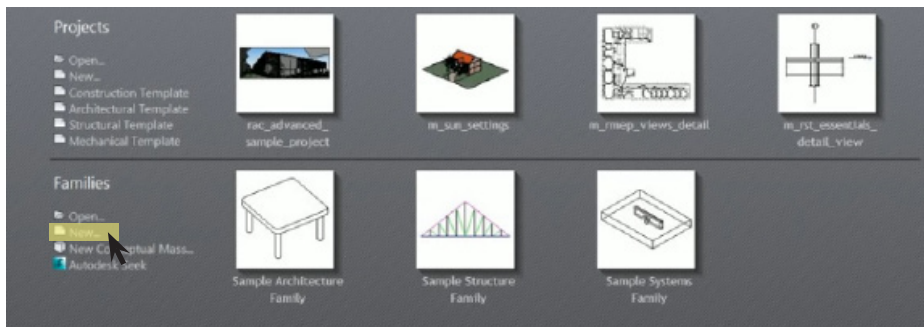 Projects
Open...
New...
Construction Template
Architectural Template
Structural Template
Mechanical Template
rac_advanced_
sample_project
m_sun_settings
m_rmep_views_detail
m_rst_essentials_
detail_view
Families
Open...
New...
New Conceptual Mass...
Autodesk Seek
Sample Architecture
Family
Sample Structure
Family
Sample Systems
Family